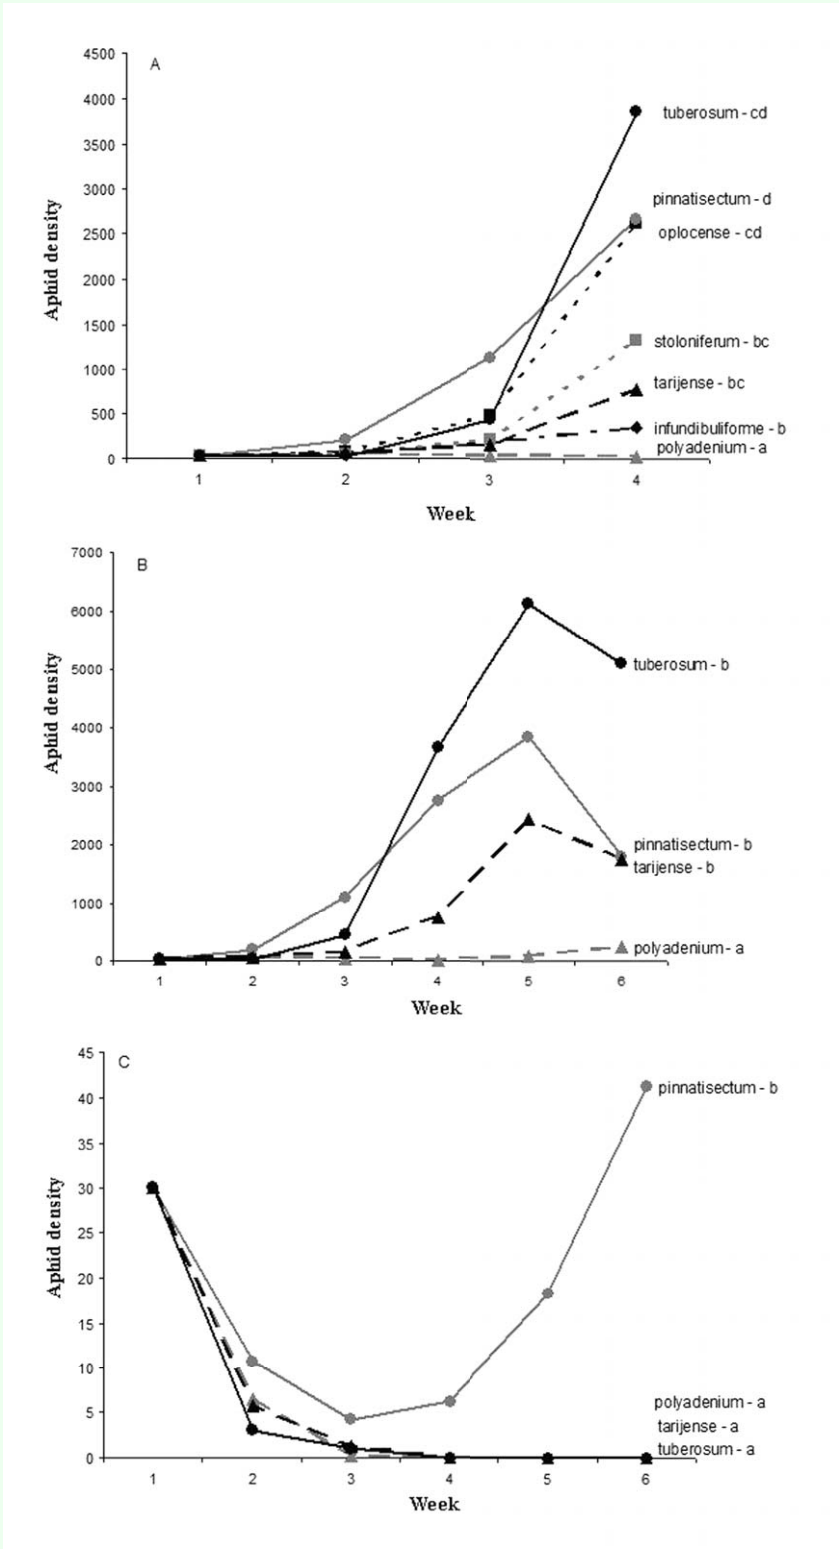 A
4500
4000
3500
3000
2500
2000
1500
1000
500
0
Aphid density
tuberosum - cd
pinnatisectum - d
oplocense - cd
stoloniferum - bc
tarijense - bc
infundibuliforme - b
polyadenium - a
1 2 3 4
Week
B
7000
6000
5000
4000
3000
2000
1000
0
Aphid density
tuberosum - b
pinnatisectum - b
tarijense - b
polyadenium - a
1 2 3 4 5 6
Week
C
45
40
35
30
25
20
15
10
5
0
Aphid density
pinnatisectum - b
polyadenium - a
tarijense - a
tuberosum - a
1 2 3 4 5 6
Week